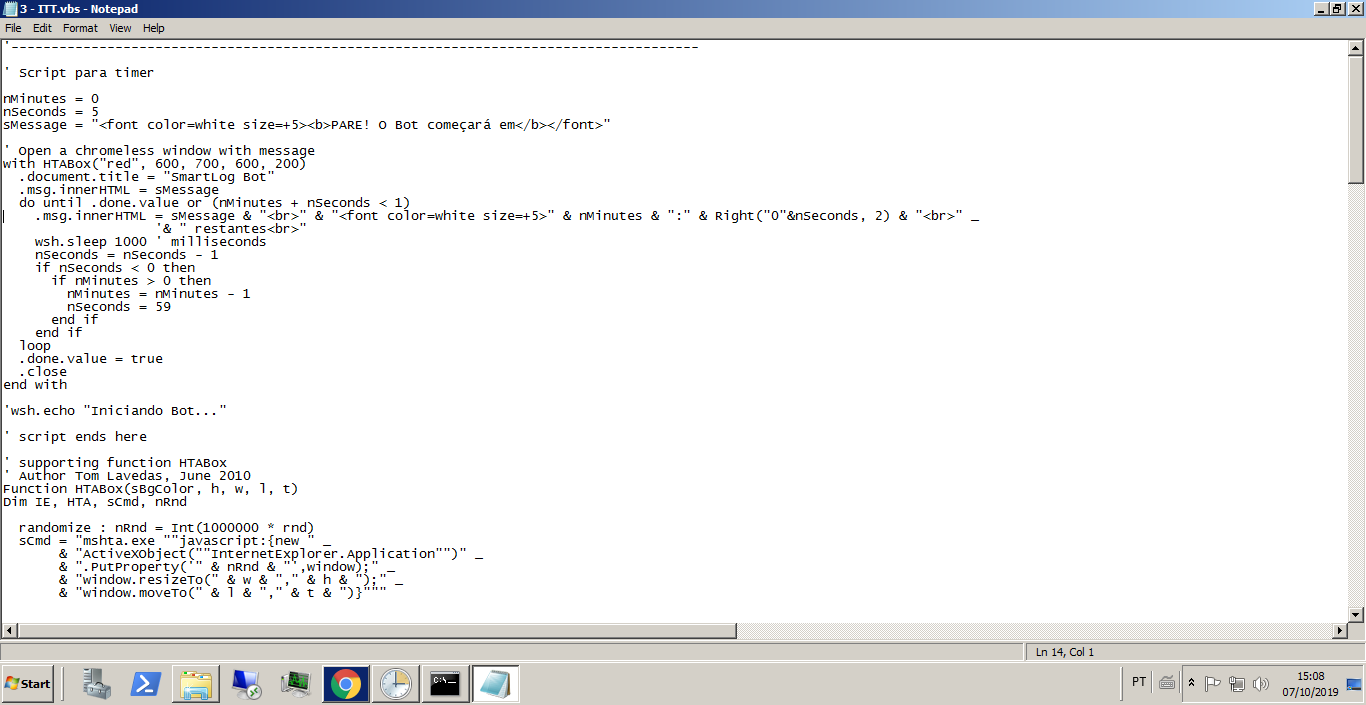 3 - ITT.vbs - Notepad
File Edit Format View Help
'--------------------------------------------------------------------------------------
' Script para timer
nMinutes = 0
nSeconds = 5
sMessage = "<font color=white size=+5><b>PARE! O Bot começará em</b></font>"
' Open a chromeless window with message
with HTABox("red", 600, 700, 600, 200)
.document.title = "SmartLog Bot"
.msg.innerHTML = sMessage
do until .done.value or (nMinutes + nSeconds < 1)
.msg.innerHTML = sMessage & "<br>" & "<font color=white size=+5>" & nMinutes & ":" & Right("0"&nSeconds, 2) & "<br>" _
'& " restantes<br>"
wsh.sleep 1000 ' milliseconds
nSeconds = nSeconds - 1
if nSeconds < 0 then
if nMinutes > 0 then
nMinutes = nMinutes - 1
nSeconds = 59
end if
end if
loop
.done.value = true
.close
end with
'wsh.echo "Iniciando Bot..."
' script ends here
' supporting function HTABox
' Author Tom Lavedas, June 2010
Function HTABox(sBgColor, h, w, l, t)
Dim IE, HTA, sCmd, nRnd
randomize : nRnd = Int(1000000 * rnd)
sCmd = "mshta.exe ""javascript:{new " _
& "ActiveXObject(""InternetExplorer.Application"")" _
& ".PutProperty('" & nRnd & "',window);" _
& "window.resizeTo(" & w & "," & h & ");" _
& "window.moveTo(" & l & "," & t & ")}"""
Ln 14, Col 1
Start
C:\_
PT
15:08
07/10/2019